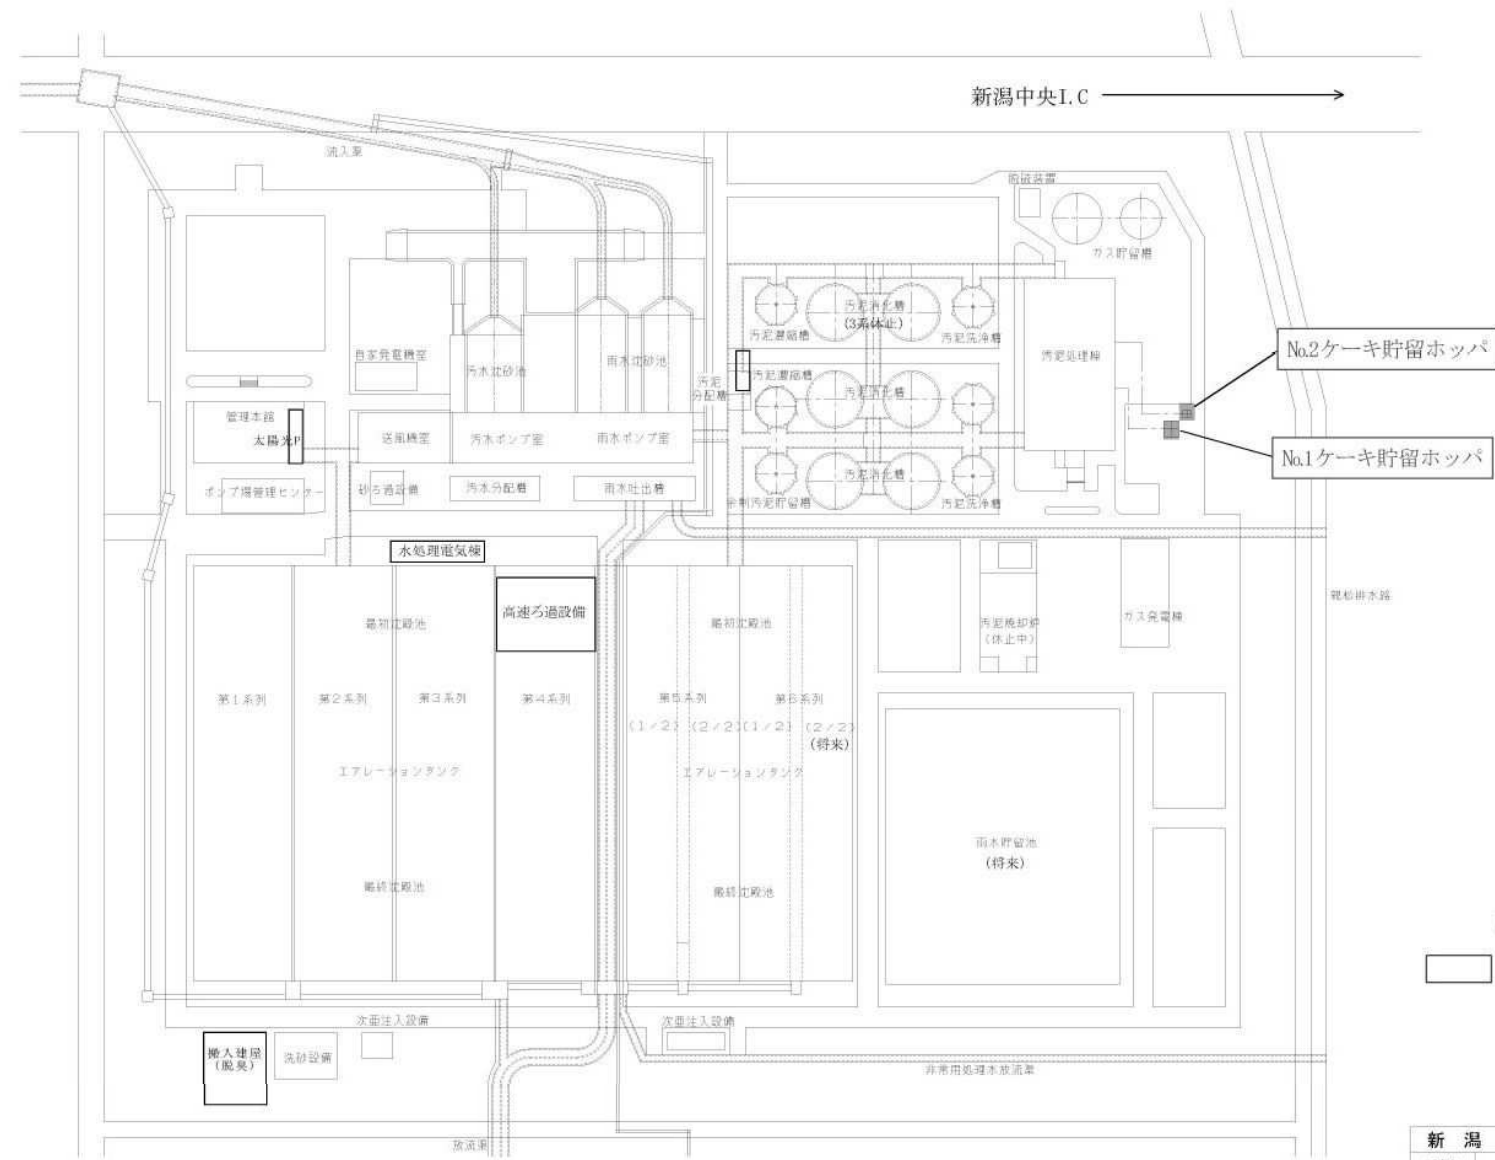 新潟中央I.C
流入渠
脱硫装置
ガス貯留槽
汚泥消化槽
(3系休止)
汚泥濃縮槽
汚泥洗浄槽
汚泥処理棟
No.2ケーキ貯留ホッパ
自家発電機室
汚水沈砂池
雨水沈砂池
汚泥
分配槽
汚泥濃縮槽
汚泥消化槽
管理本館
太陽光P
送風機室
汚水ポンプ室
雨水ポンプ室
No.1ケーキ貯留ホッパ
ポンプ場管理センター
砂ろ過設備
汚水分配槽
雨水吐出槽
汚泥消化槽
余剰汚泥貯留槽
汚泥洗浄槽
水処理電気棟
高速ろ過設備
最初沈殿池
最初沈殿池
汚泥焼却炉
(休止中)
ガス発電棟
親松排水路
第1系列
第2系列
第3系列
第4系列
第5系列
第6系列
(1/2)
(2/2)
(1/2)
(2/2)
(将来)
エアレーションタンク
エアレーションタンク
雨水貯留池
(将来)
最終沈殿池
最終沈殿池
次亜注入設備
次亜注入設備
搬入建屋
(脱臭)
洗砂設備
非常用処理水放流渠
放流渠
新潟